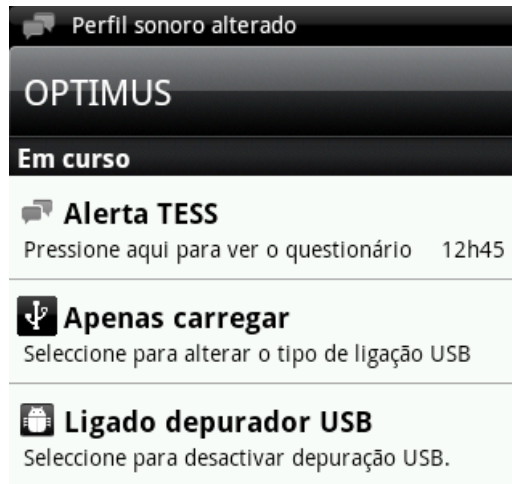 Perfil sonoro alterado
OPTIMUS
Em curso
Alerta TESS
Pressione aqui para ver o questionário 12h45
Apenas carregar
Seleccione para alterar o tipo de ligação USB
Ligado depurador USB
Seleccione para desactivar depuração USB.